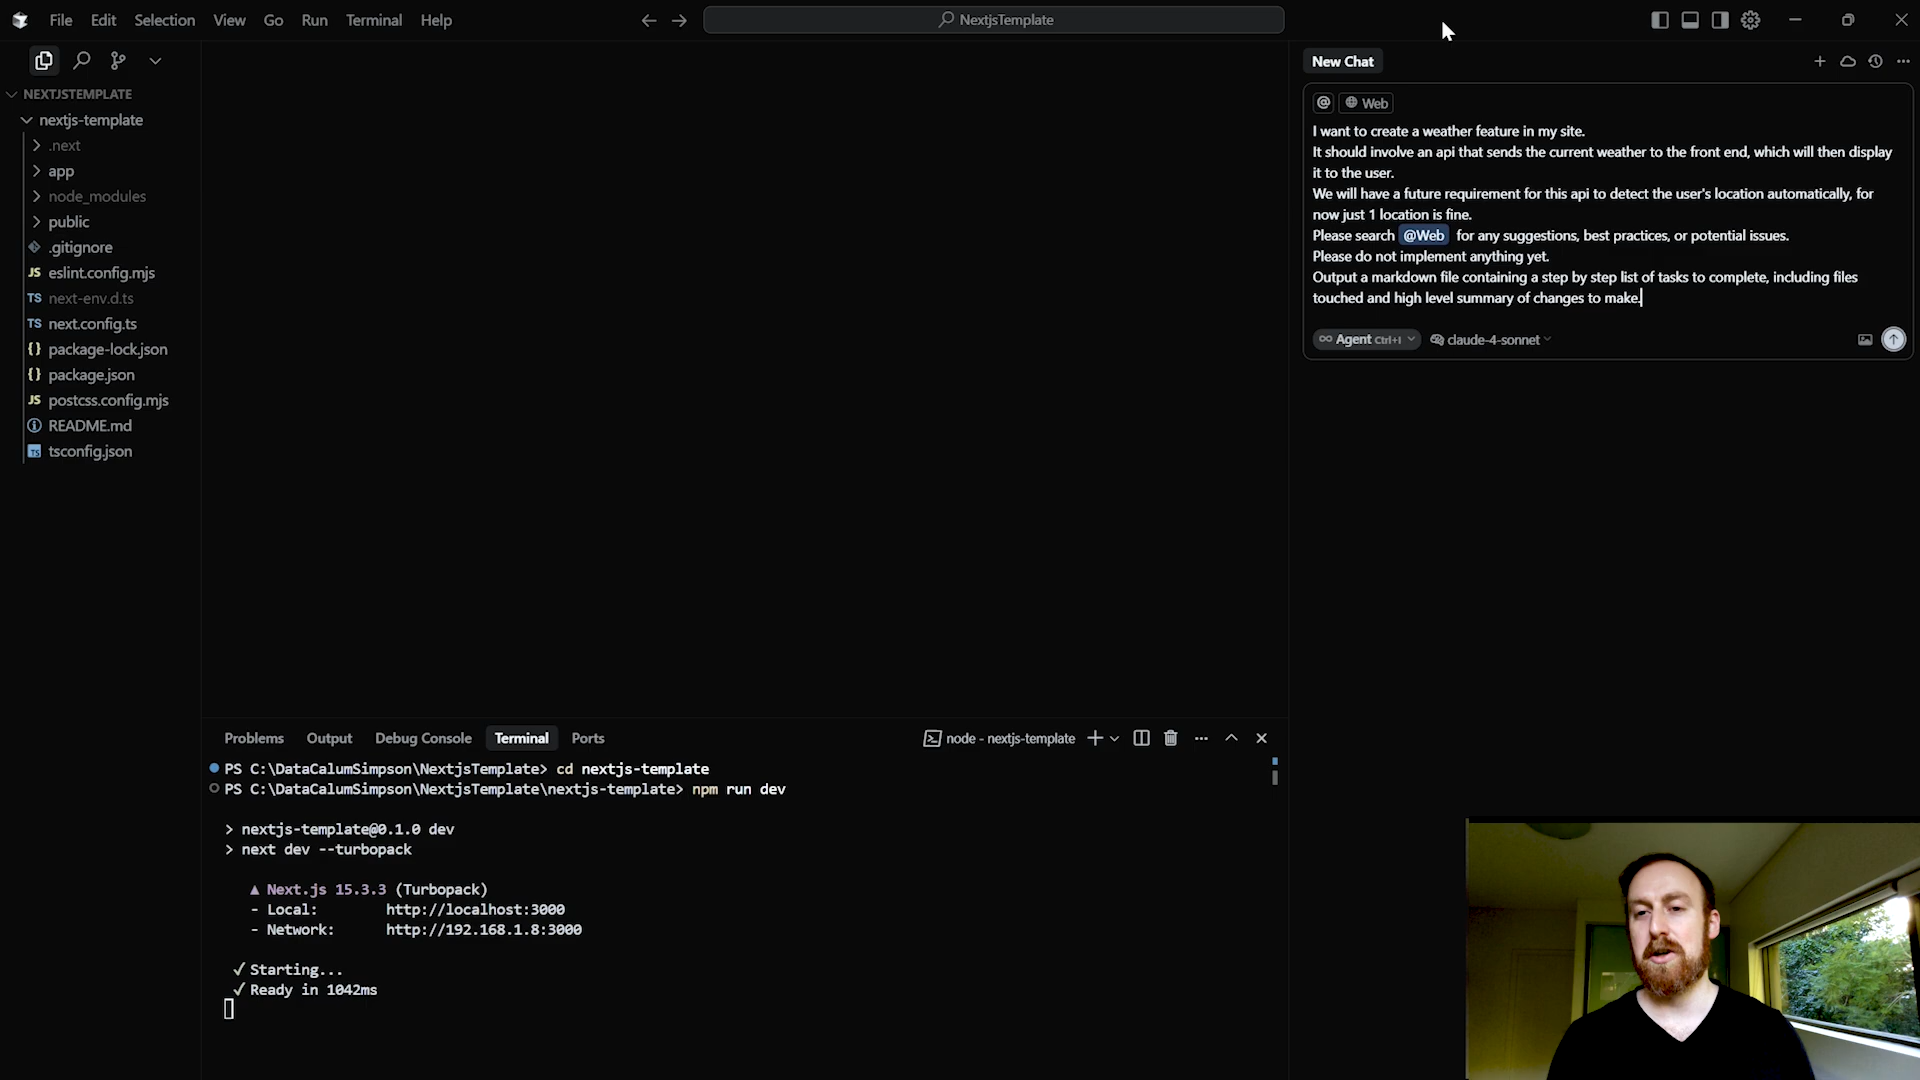 File Edit Selection View Go Run Terminal Help
NextjsTemplate
NEXTJSTEMPLATE
nextjs-template
.next
app
node_modules
public
.gitignore
JS eslint.config.mjs
TS next-env.d.ts
TS next.config.ts
{} package-lock.json
{} package.json
JS postcss.config.mjs
README.md
TS tsconfig.json
New Chat
@ Web
I want to create a weather feature in my site.
It should involve an api that sends the current weather to the front end, which will then display
it to the user.
We will have a future requirement for this api to detect the user's location automatically, for
now just 1 location is fine.
Please search @Web for any suggestions, best practices, or potential issues.
Please do not implement anything yet.
Output a markdown file containing a step by step list of tasks to complete, including files
touched and high level summary of changes to make.
Agent Ctrl+I claude-4-sonnet
Problems Output Debug Console Terminal Ports
node - nextjs-template
PS C:\DataCalumSimpson\NextjsTemplate> cd nextjs-template
PS C:\DataCalumSimpson\NextjsTemplate\nextjs-template> npm run dev
> nextjs-template@0.1.0 dev
> next dev --turbopack
▲ Next.js 15.3.3 (Turbopack)
- Local: http://localhost:3000
- Network: http://192.168.1.8:3000
✓ Starting...
✓ Ready in 1042ms